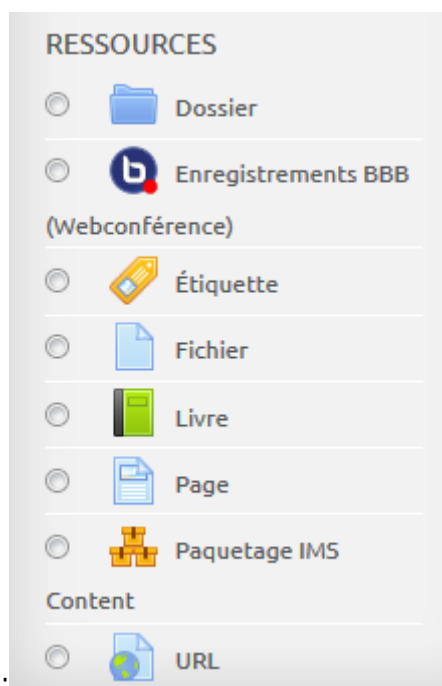 RESSOURCES
Dossier
Enregistrements BBB
(Webconférence)
Étiquette
Fichier
Livre
Page
Paquetage IMS
Content
URL